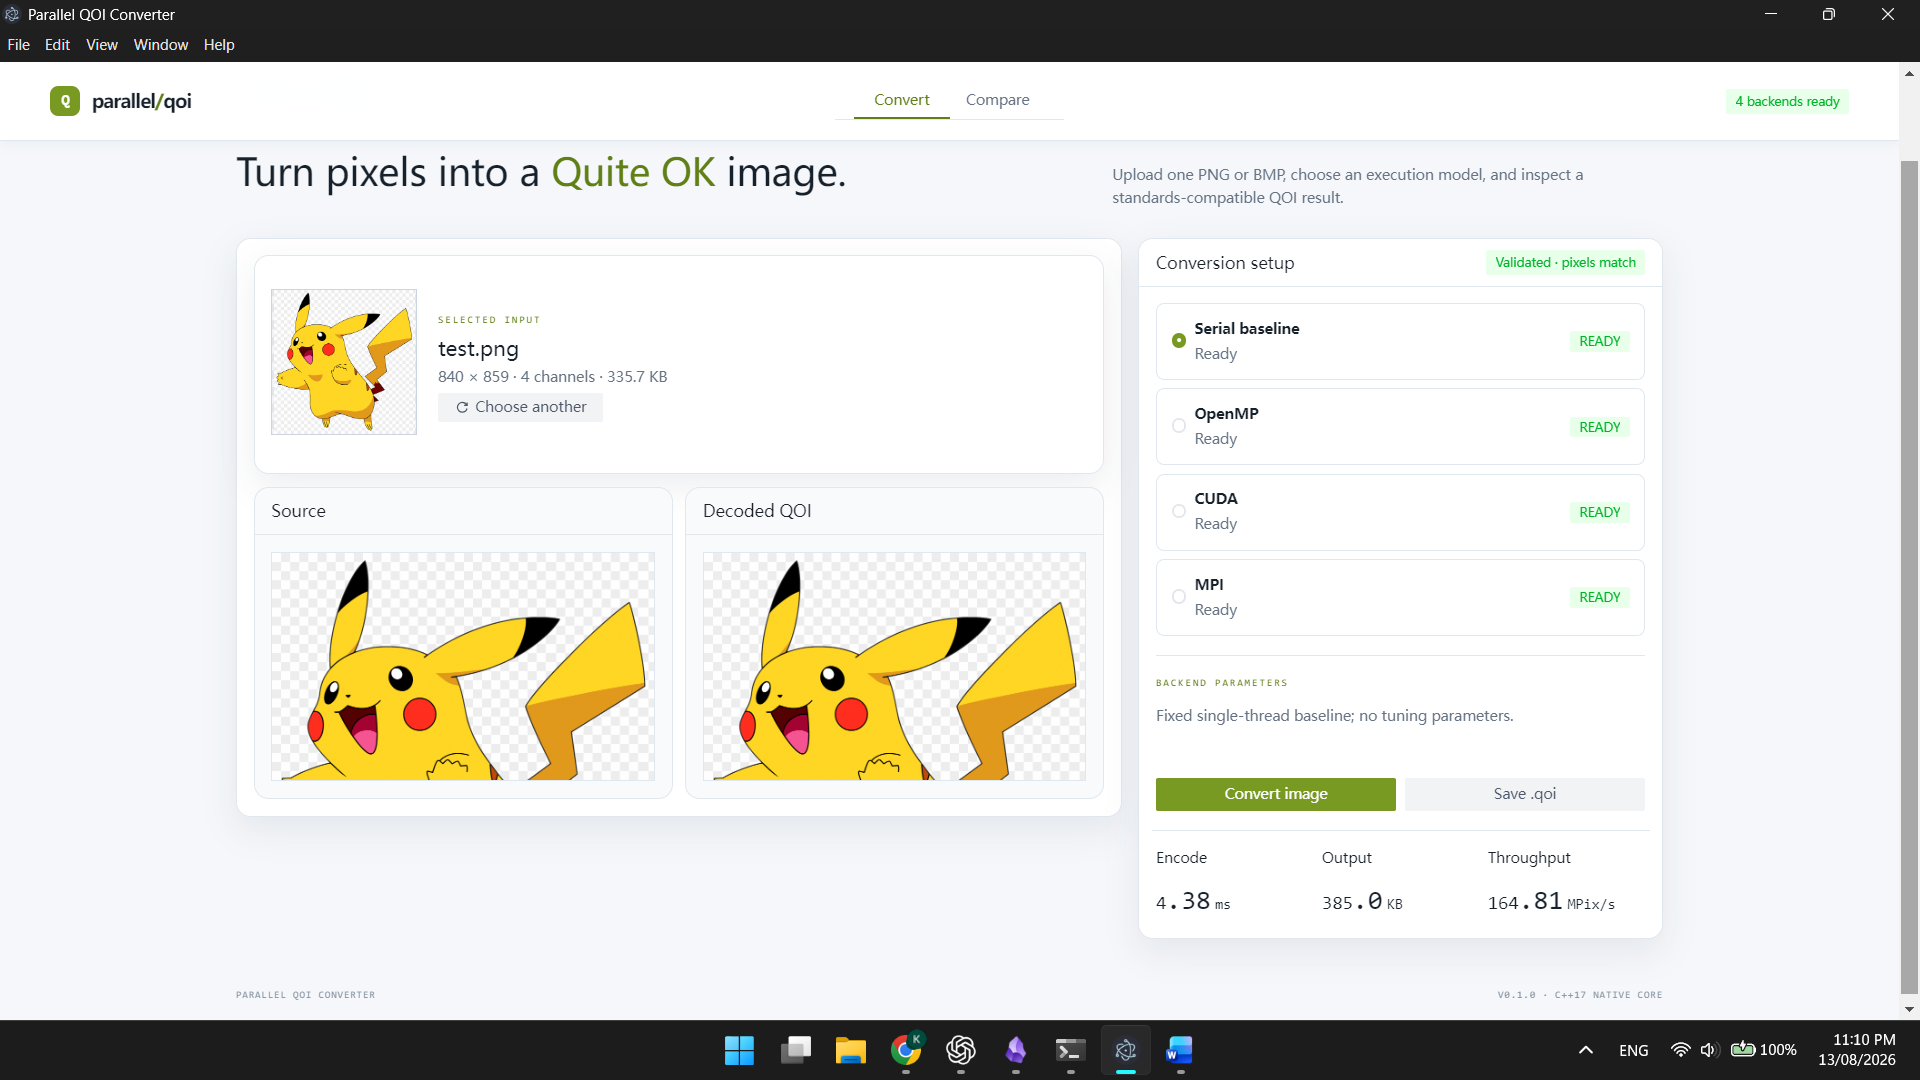 Parallel QOI Converter
File Edit View Window Help
Q parallel/qoi
Convert Compare
4 backends ready
Turn pixels into a Quite OK image.
Upload one PNG or BMP, choose an execution model, and inspect a
standards-compatible QOI result.
SELECTED INPUT
test.png
840 × 859 · 4 channels · 335.7 KB
Choose another
Source
Decoded QOI
Conversion setup
Validated · pixels match
Serial baseline
Ready
READY
OpenMP
Ready
READY
CUDA
Ready
READY
MPI
Ready
READY
BACKEND PARAMETERS
Fixed single-thread baseline; no tuning parameters.
Convert image
Save .qoi
Encode
4.38 ms
Output
385.0 KB
Throughput
164.81 MPix/s
PARALLEL QOI CONVERTER
V0.1.0 · C++17 NATIVE CORE
K
W
ENG
100%
11:10 PM
13/08/2026